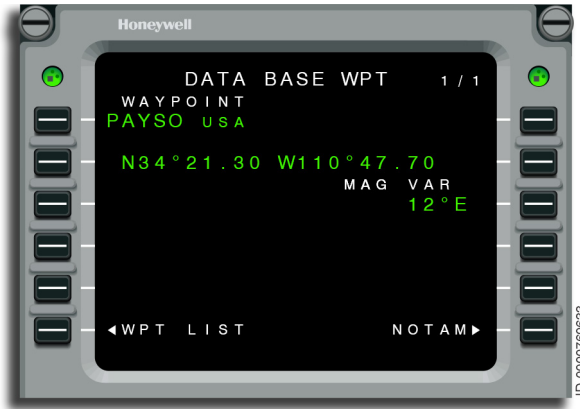 Honeywell
DATA BASE WPT 1 / 1
WAYPOINT
PAYSO USA
N34°21.30 W110°47.70
MAG VAR
12°E
◀WPT LIST NOTAM▶